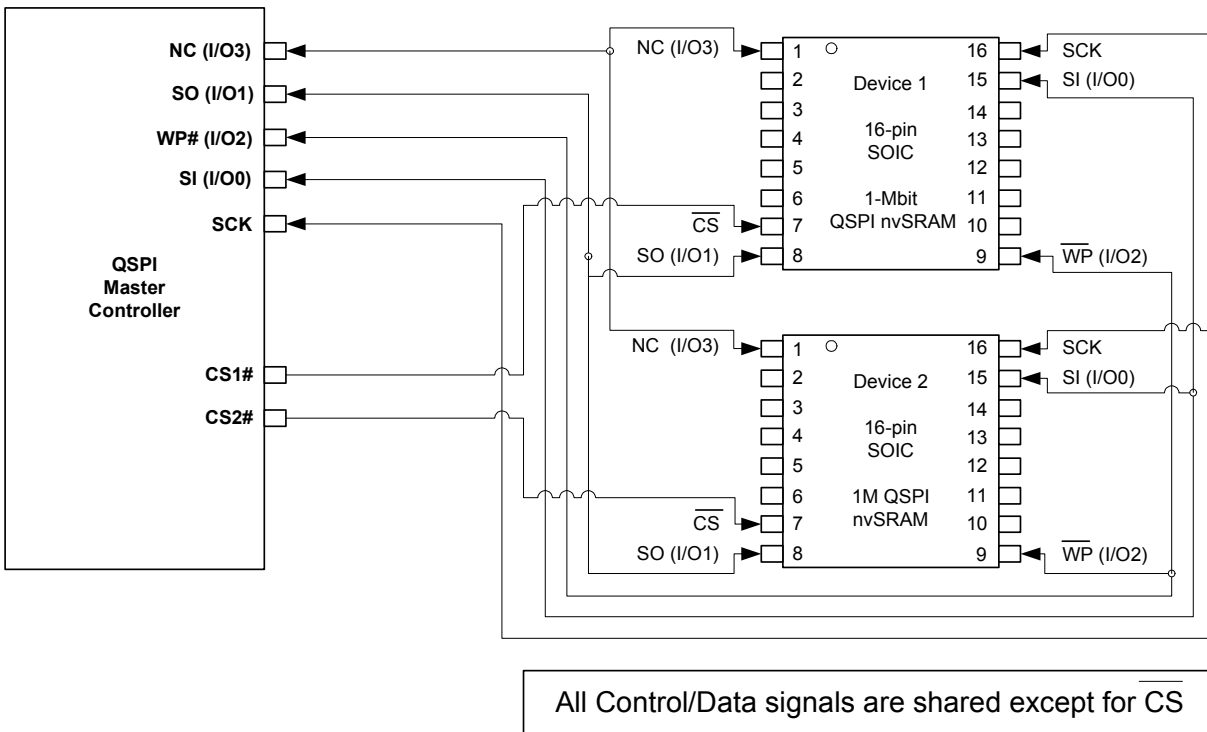 NC (I/O3)
SO (I/O1)
WP# (I/O2)
SI (I/O0)
SCK
QSPI
Master
Controller
CS1#
CS2#
NC (I/O3)
CS
SO (I/O1)
1
2
3
4
5
6
7
8
Device 1
16-pin
SOIC
1-Mbit
QSPI nvSRAM
16
15
14
13
12
11
10
9
SCK
SI (I/O0)
WP (I/O2)
NC (I/O3)
CS
SO (I/O1)
1
2
3
4
5
6
7
8
Device 2
16-pin
SOIC
1M QSPI
nvSRAM
16
15
14
13
12
11
10
9
SCK
SI (I/O0)
WP (I/O2)
All Control/Data signals are shared except for CS